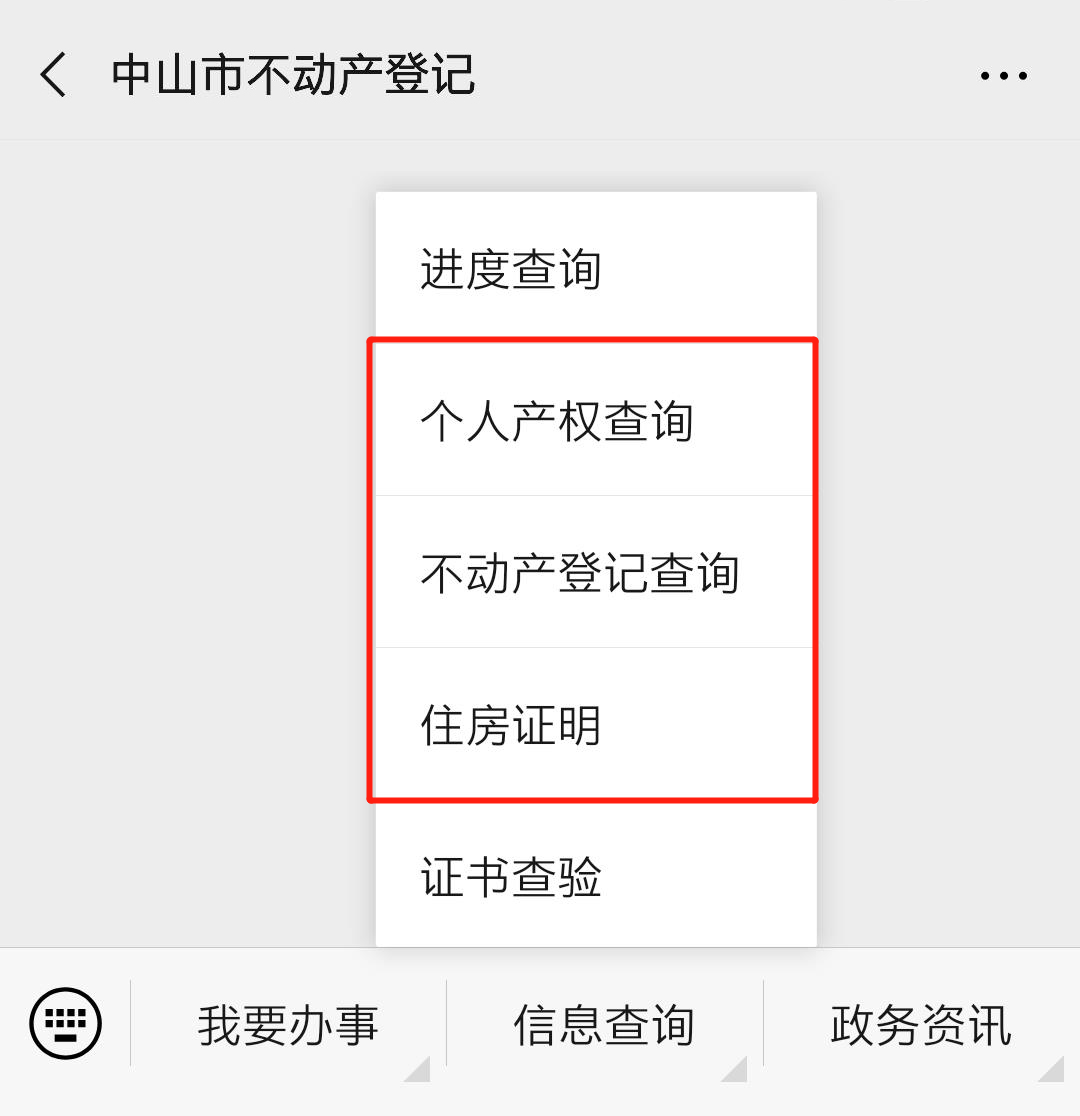 中山市不动产登记
进度查询
个人产权查询
不动产登记查询
住房证明
证书查验
我要办事
信息查询
政务资讯